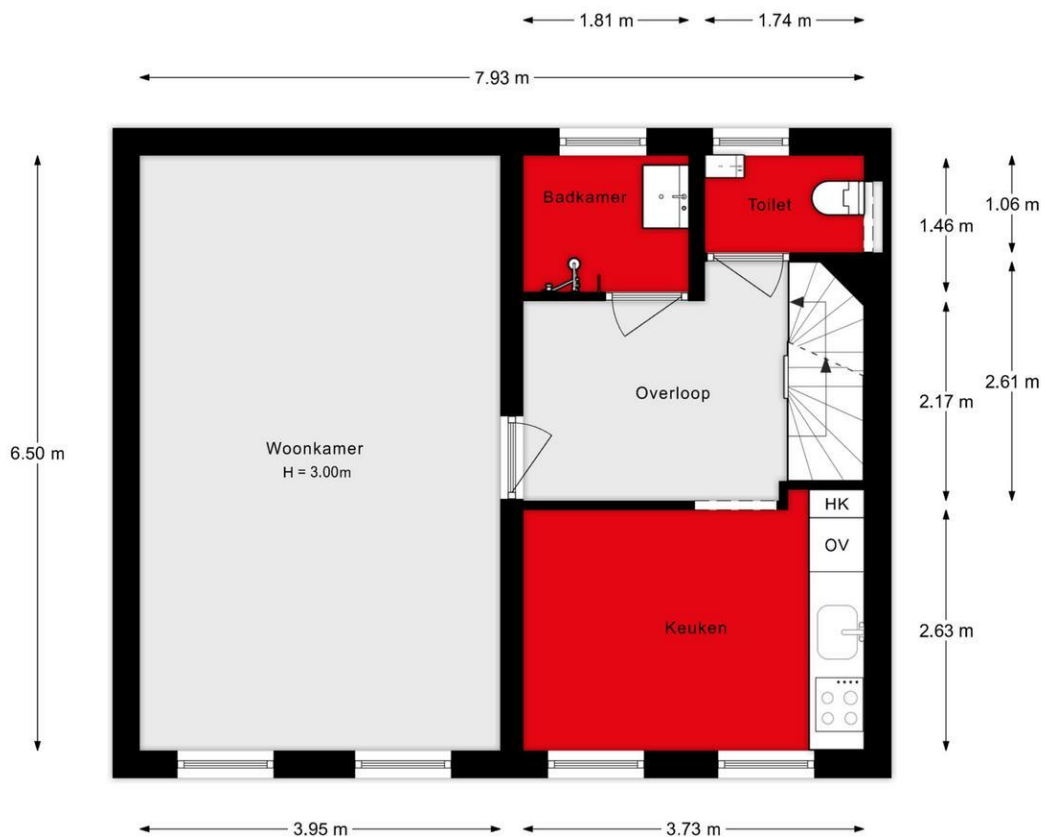 1.81 m
1.74 m
7.93 m
Badkamer
Toilet
1.06 m
1.46 m
Overloop
2.61 m
2.17 m
Woonkamer
H = 3.00m
6.50 m
HK
OV
Keuken
2.63 m
3.95 m
3.73 m